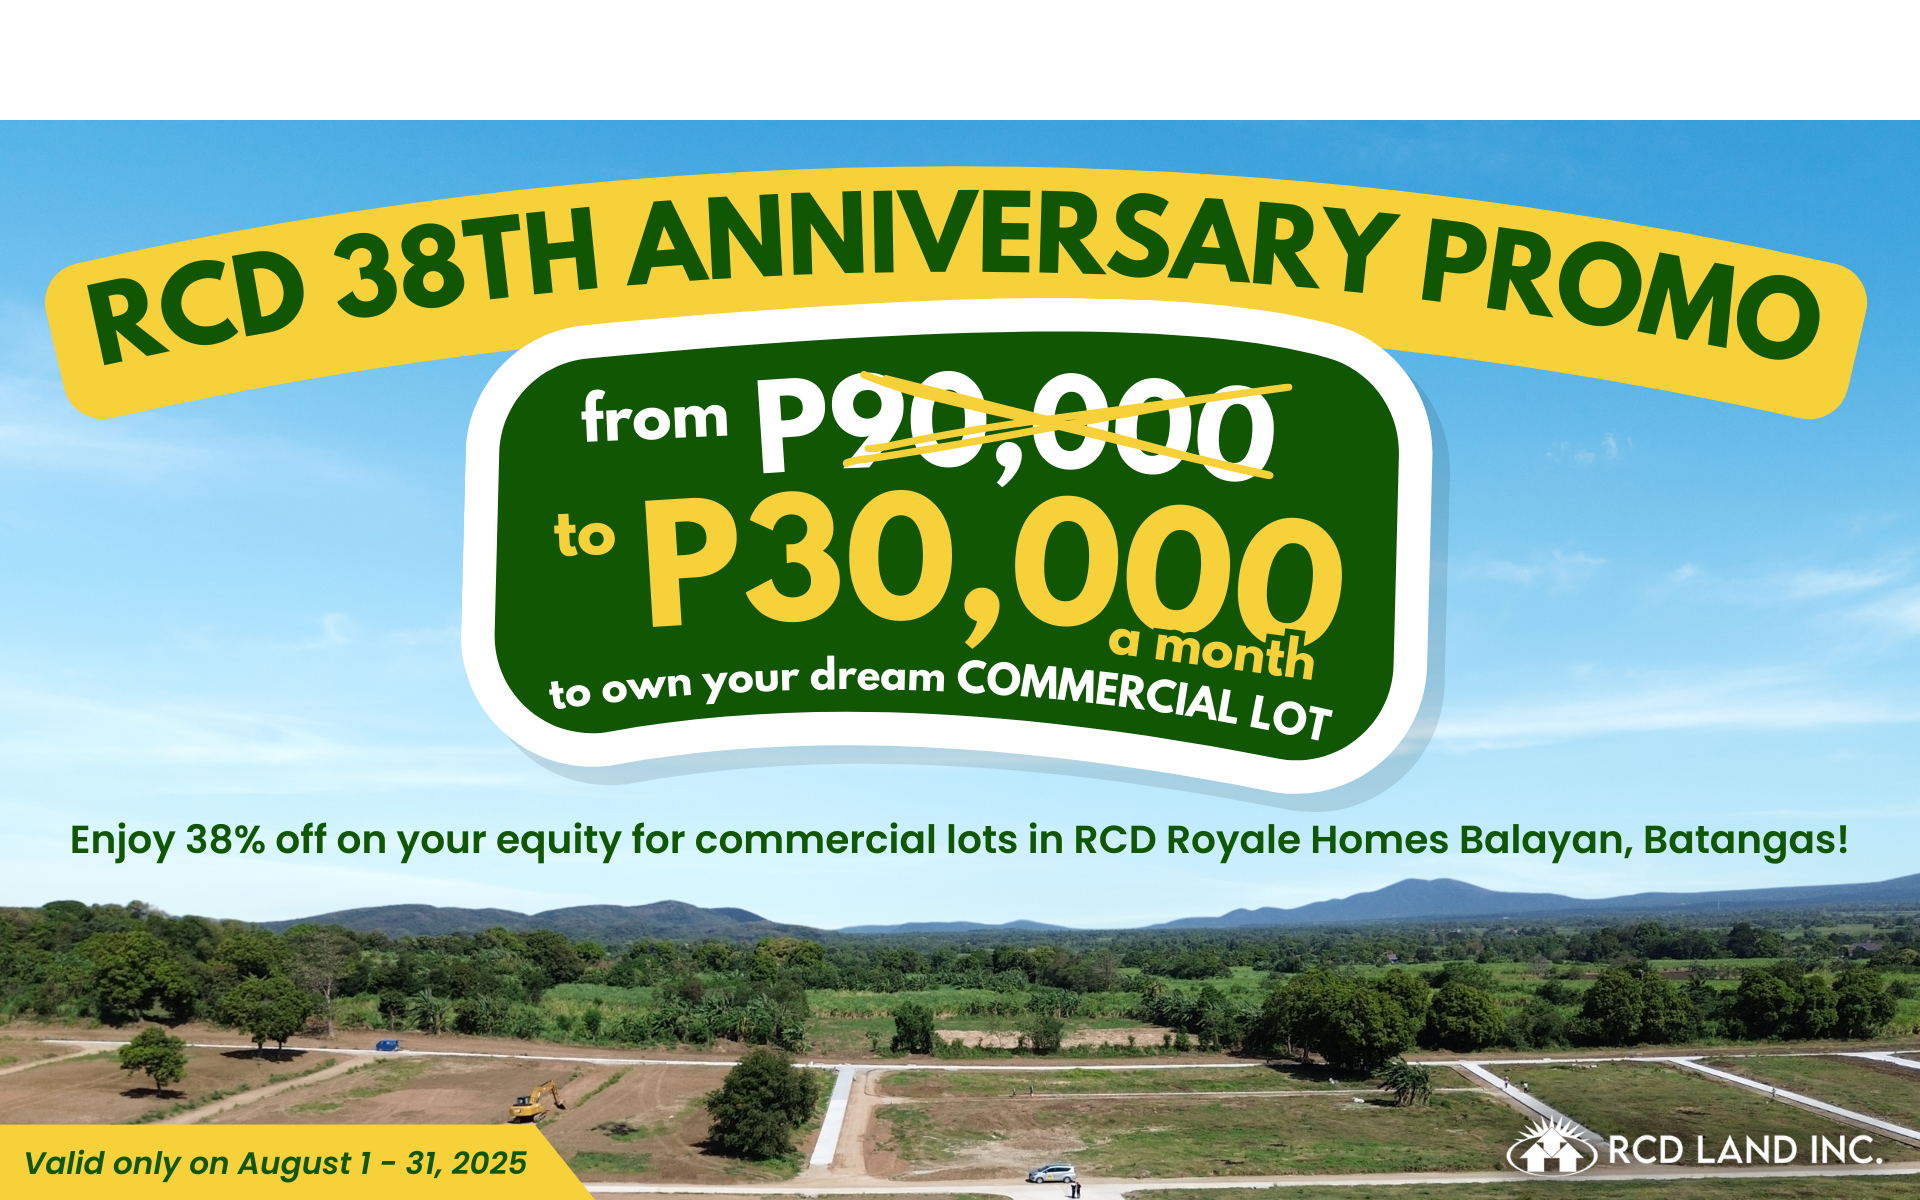 RCD 38TH ANNIVERSARY PROMO
from P90,000
to P30,000
a month
to own your dream COMMERCIAL LOT
Enjoy 38% off on your equity for commercial lots in RCD Royale Homes Balayan, Batangas!
Valid only on August 1 - 31, 2025
RCD LAND INC.